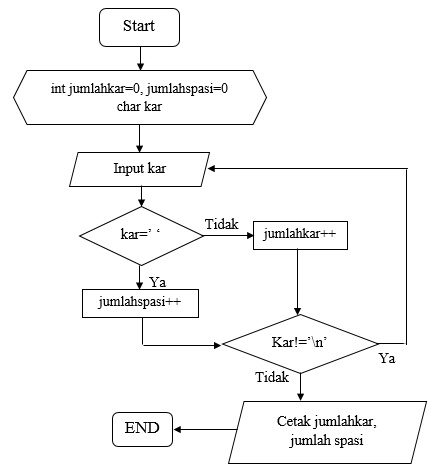 Start
int jumlahkar=0, jumlahspasi=0
char kar
Input kar
kar=’ ‘
Tidak
jumlahkar++
Ya
jumlahspasi++
Kar!=’\n’
Ya
Tidak
Cetak jumlahkar,
jumlah spasi
END